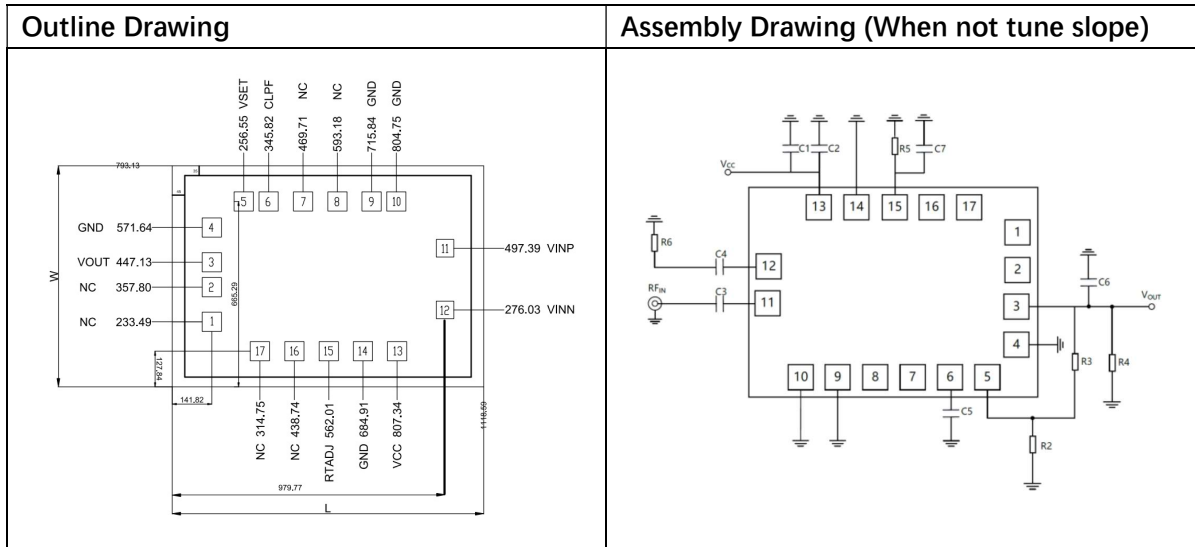 Outline Drawing
Assembly Drawing (When not tune slope)
256.55 VSET
345.82 CLPF
469.71 NC
593.18 NC
715.84 GND
804.75 GND
793.13
5
6
7
8
9
10
GND 571.64
4
VOUT 447.13
3
NC 357.80
2
NC 233.49
1
11
497.39 VINP
12
276.03 VINN
W
665.29
127.84
17
16
15
14
13
141.82
NC 314.75
NC 438.74
RTADJ 562.01
GND 684.91
VCC 807.34
1118.59
979.77
L
C1
C2
R5
C7
VCC
13
14
15
16
17
1
2
3
4
R6
C4
12
RFIN
C3
11
C6
VOUT
R3
R4
10
9
8
7
6
5
C5
R2